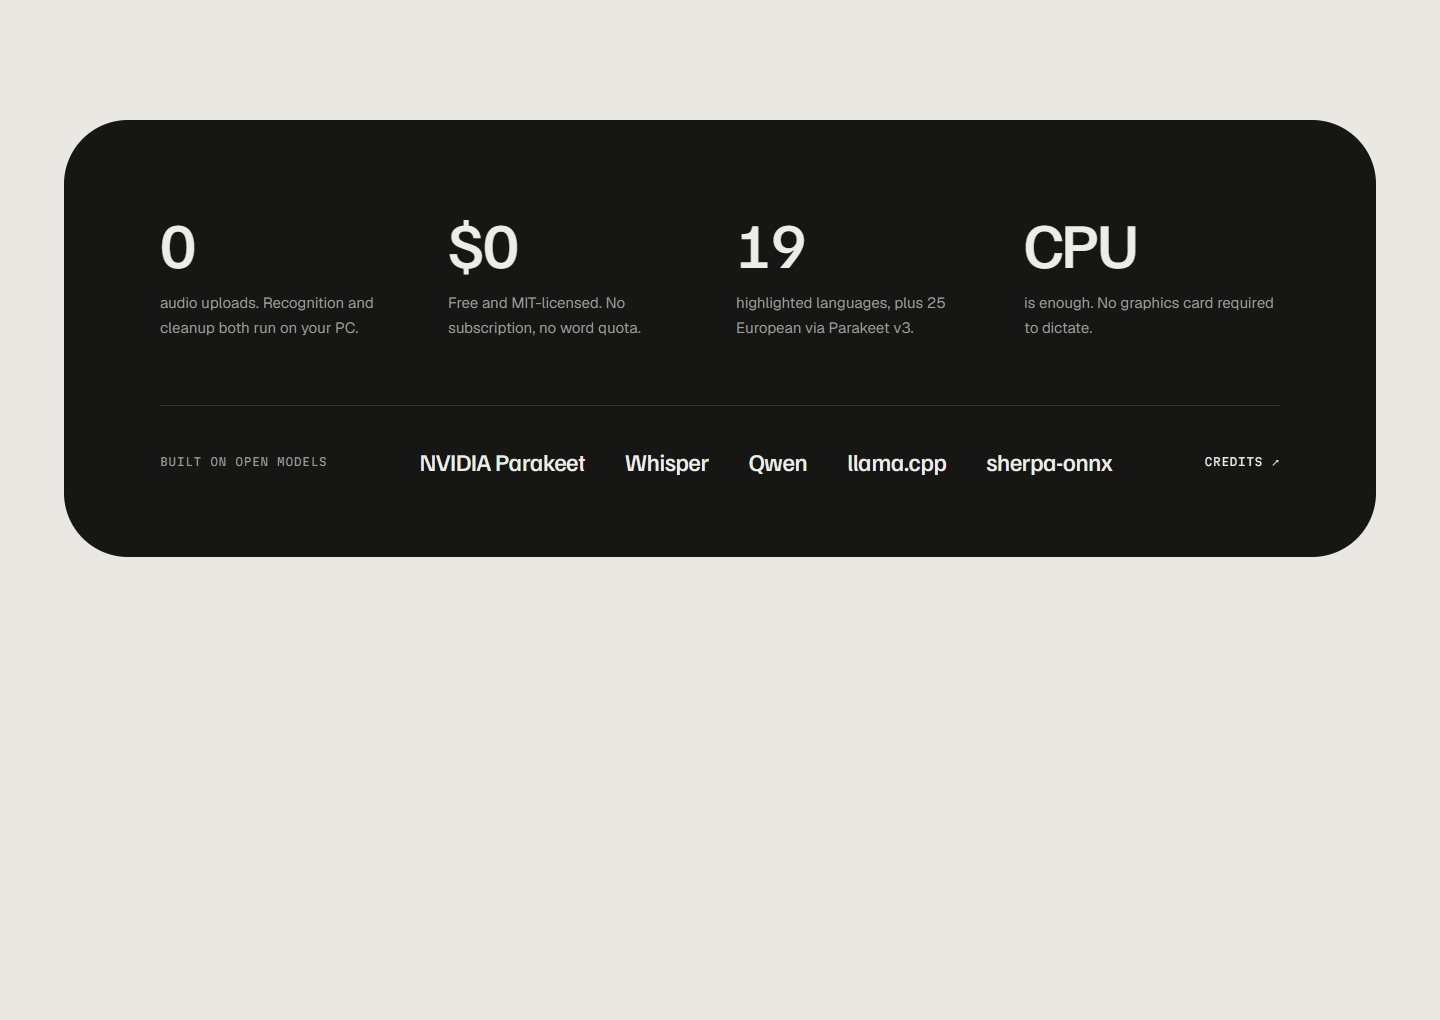 0
audio uploads. Recognition and
cleanup both run on your PC.
$0
Free and MIT-licensed. No
subscription, no word quota.
19
highlighted languages, plus 25
European via Parakeet v3.
CPU
is enough. No graphics card required
to dictate.
BUILT ON OPEN MODELS
NVIDIA Parakeet
Whisper
Qwen
llama.cpp
sherpa-onnx
CREDITS ↗